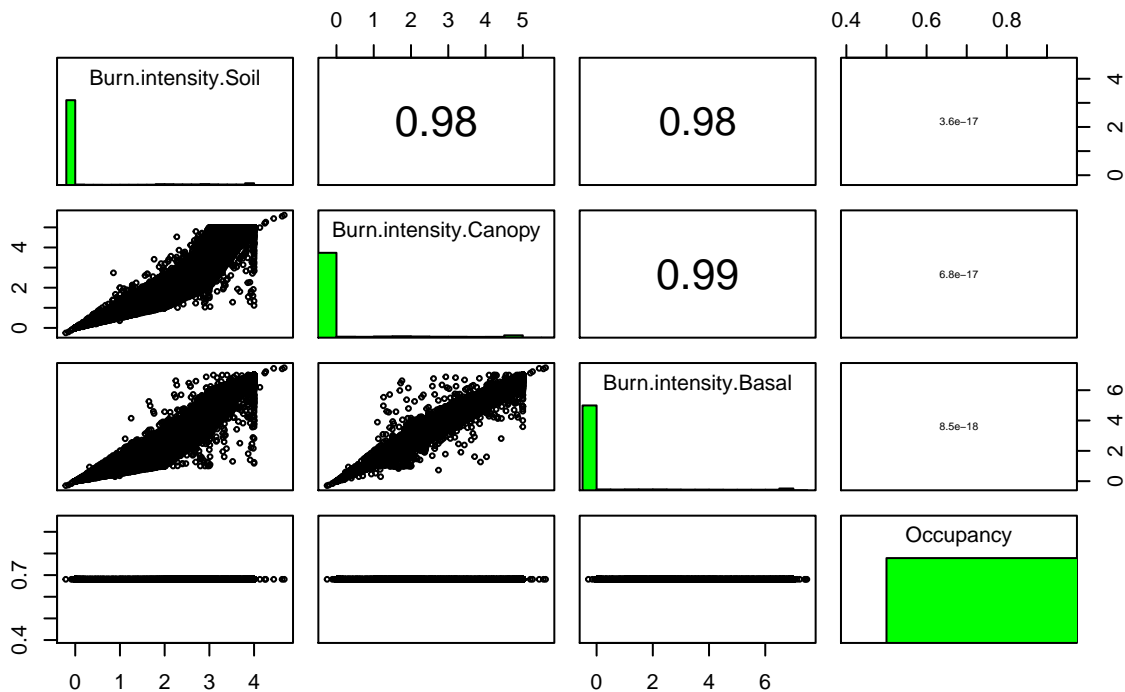 0 1 2 3 4 5
0.4 0.6 0.8
Burn.intensity.Soil
0.98
0.98
3.6e−17
0 2 4
0 2 4
Burn.intensity.Canopy
0.99
6.8e−17
Burn.intensity.Basal
8.5e−18
0 2 4 6
0.4 0.7
Occupancy
0 1 2 3 4
0 2 4 6